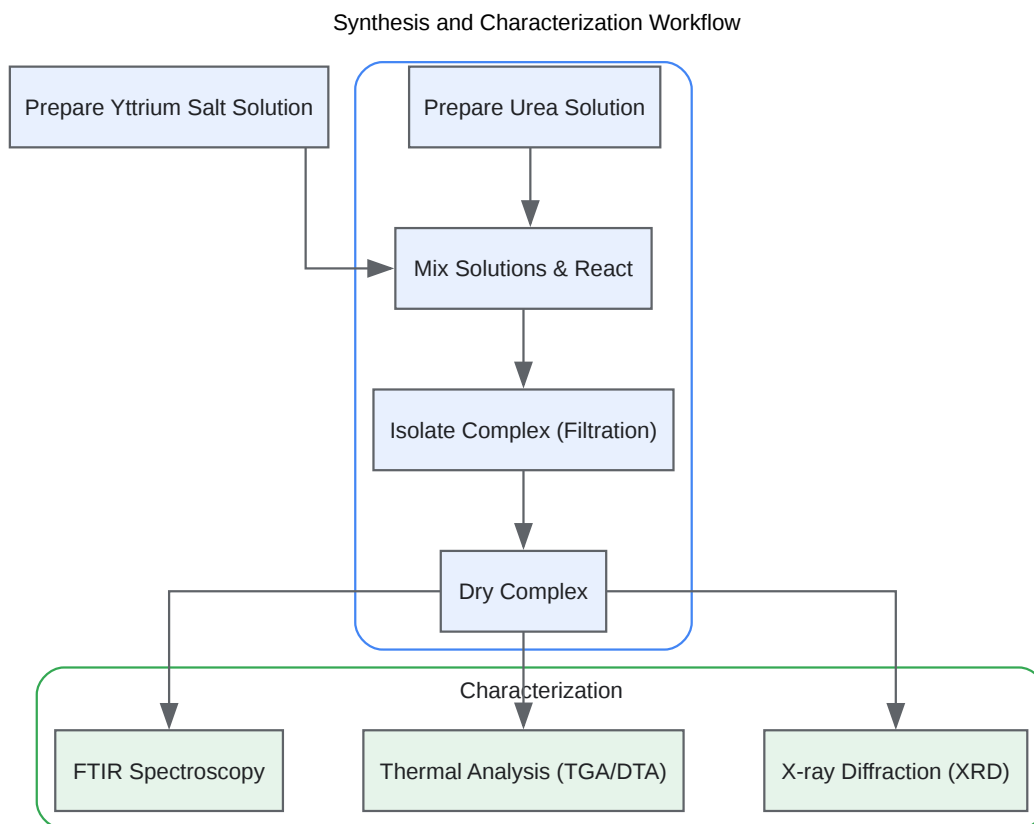 Synthesis and Characterization Workflow
Prepare Yttrium Salt Solution
Prepare Urea Solution
Mix Solutions & React
Isolate Complex (Filtration)
Dry Complex
Characterization
FTIR Spectroscopy
Thermal Analysis (TGA/DTA)
X-ray Diffraction (XRD)